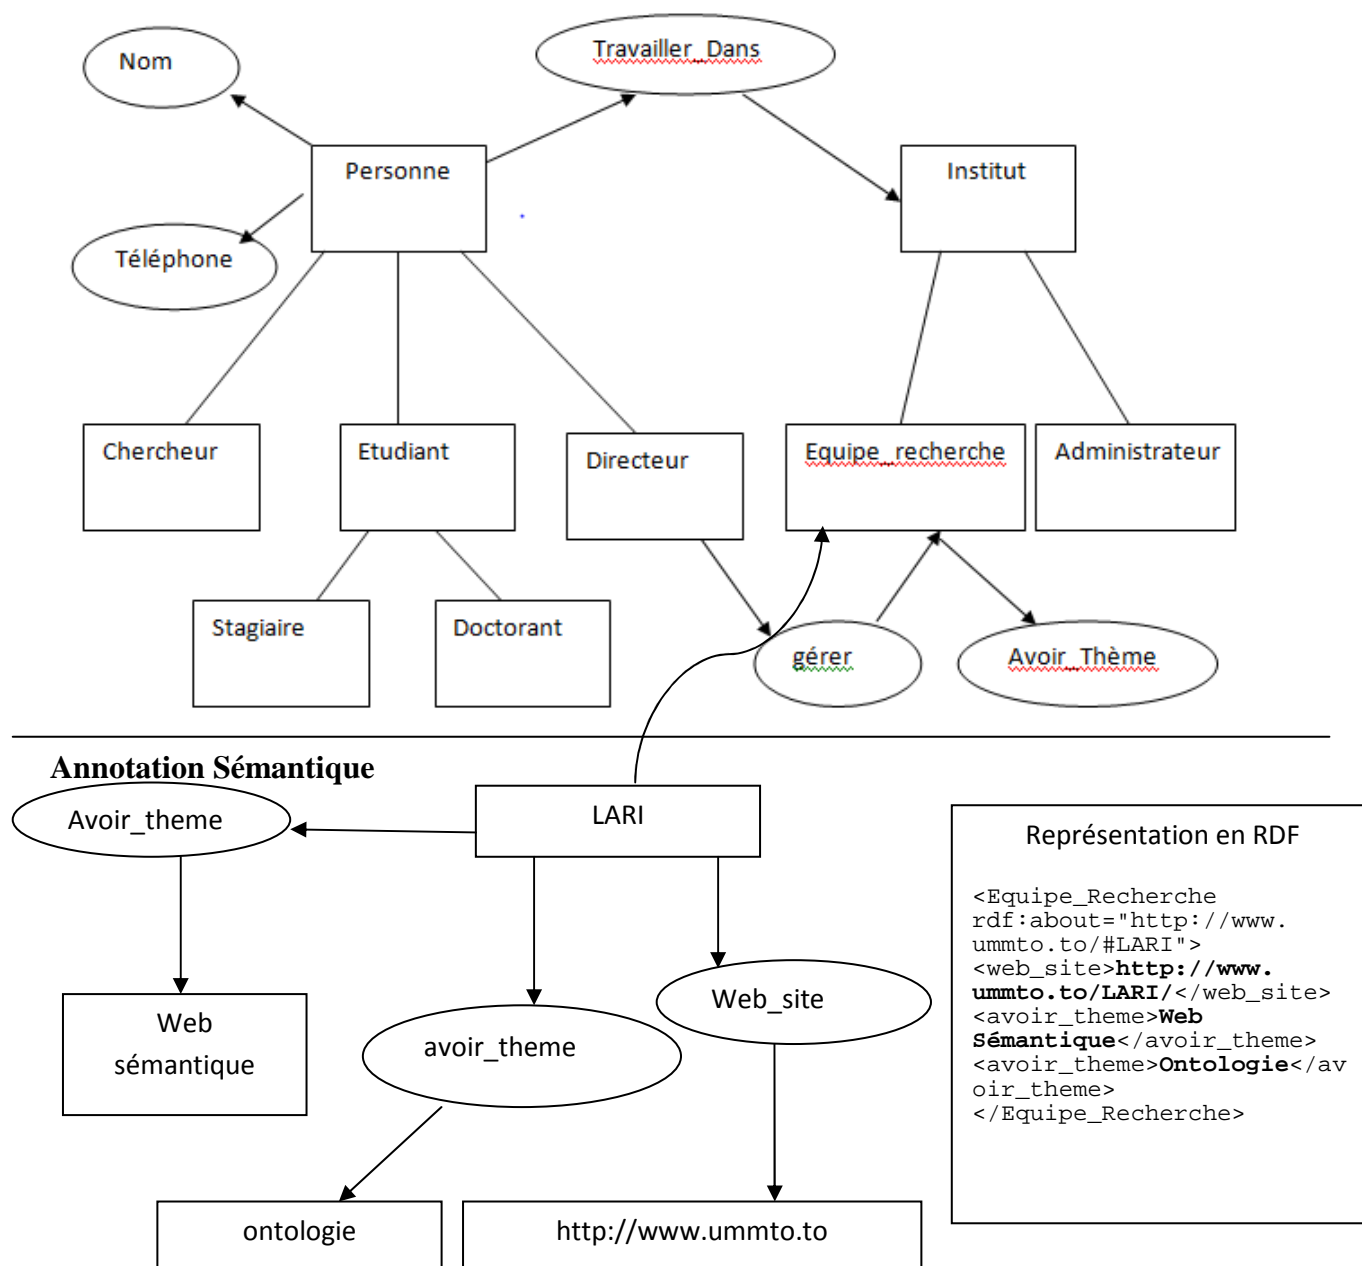 Nom
Travailler_Dans
Personne
Institut
Téléphone
Chercheur
Etudiant
Directeur
Equipe_recherche
Administrateur
Stagiaire
Doctorant
gérer
Avoir_Thème
Annotation Sémantique
Avoir_theme
LARI
Représentation en RDF
<Equipe_Recherche
rdf:about="http://www.
ummto.to/#LARI">
<web_site>http://www.
ummto.to/LARI/</web_site>
<avoir_theme>Web
Sémantique</avoir_theme>
<avoir_theme>Ontologie</av
oir_theme>
</Equipe_Recherche>
Web
sémantique
avoir_theme
Web_site
ontologie
http://www.ummto.to